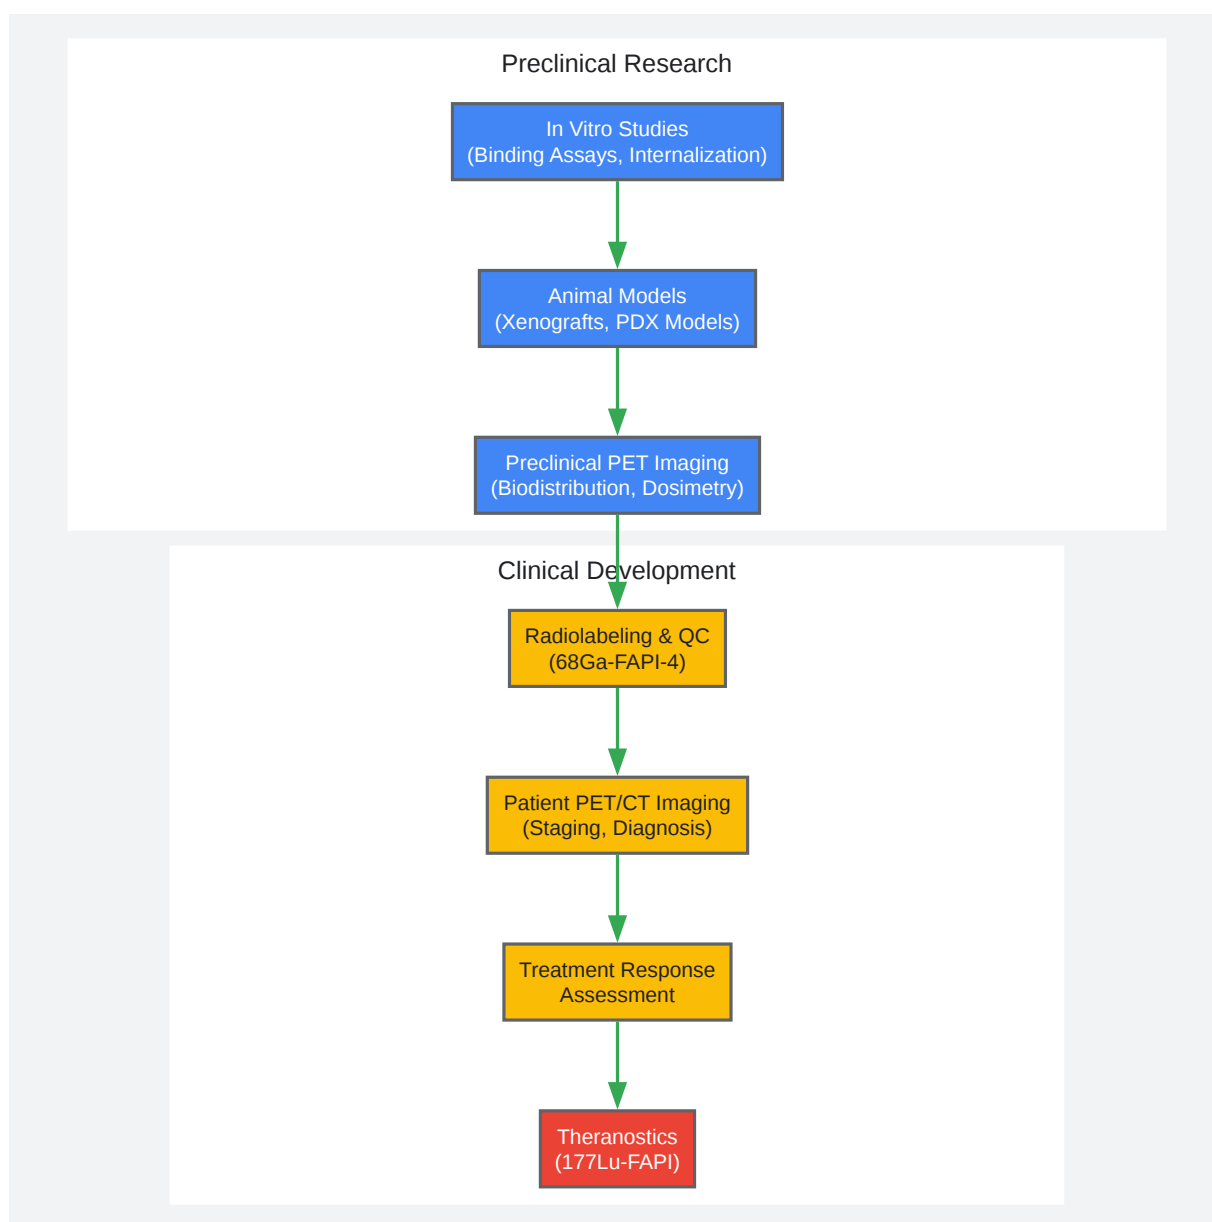 Preclinical Research
In Vitro Studies
(Binding Assays, Internalization)
Animal Models
(Xenografts, PDX Models)
Preclinical PET Imaging
(Biodistribution, Dosimetry)
Clinical Development
Radiolabeling & QC
(68Ga-FAPI-4)
Patient PET/CT Imaging
(Staging, Diagnosis)
Treatment Response
Assessment
Theranostics
(177Lu-FAPI)